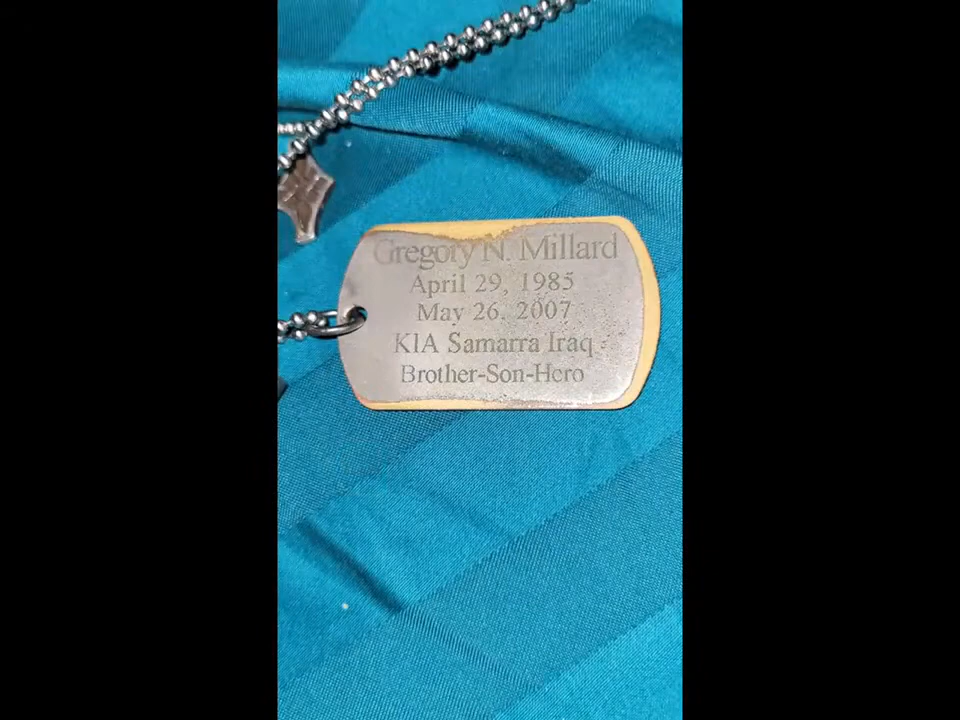 Gregory N. Millard
April 29, 1985
May 26, 2007
KIA Samarra Iraq
Brother-Son-Hero